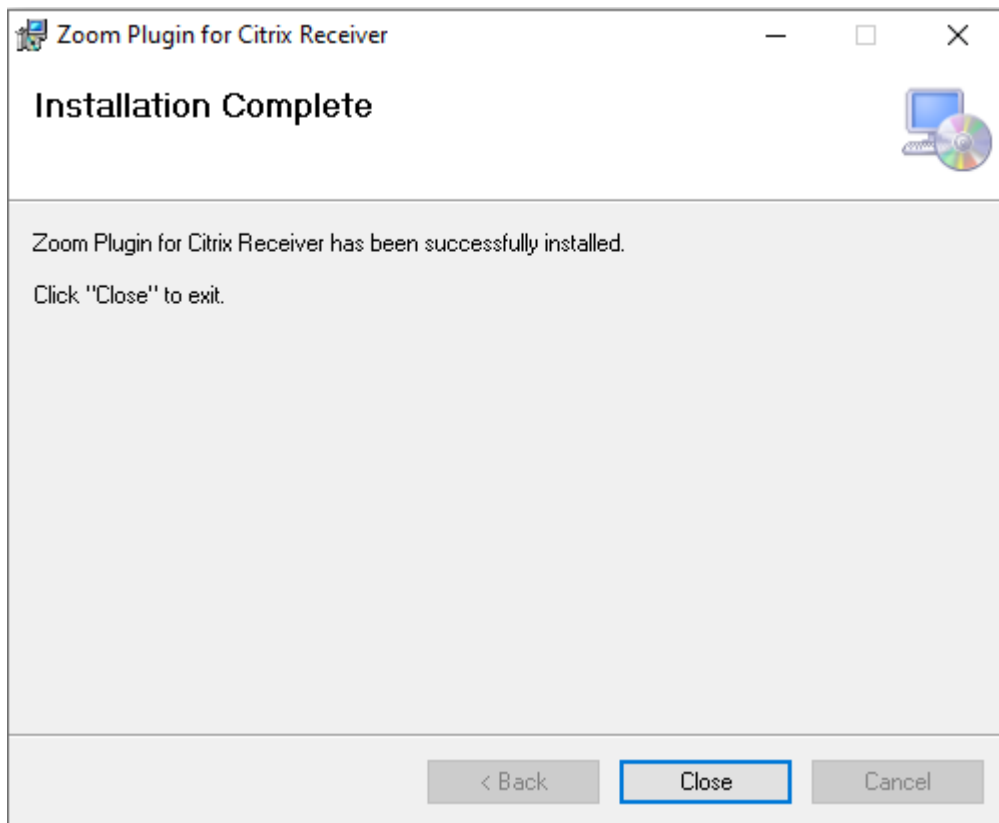 Zoom Plugin for Citrix Receiver
Installation Complete
Zoom Plugin for Citrix Receiver has been successfully installed.
Click "Close" to exit.
< Back
Close
Cancel